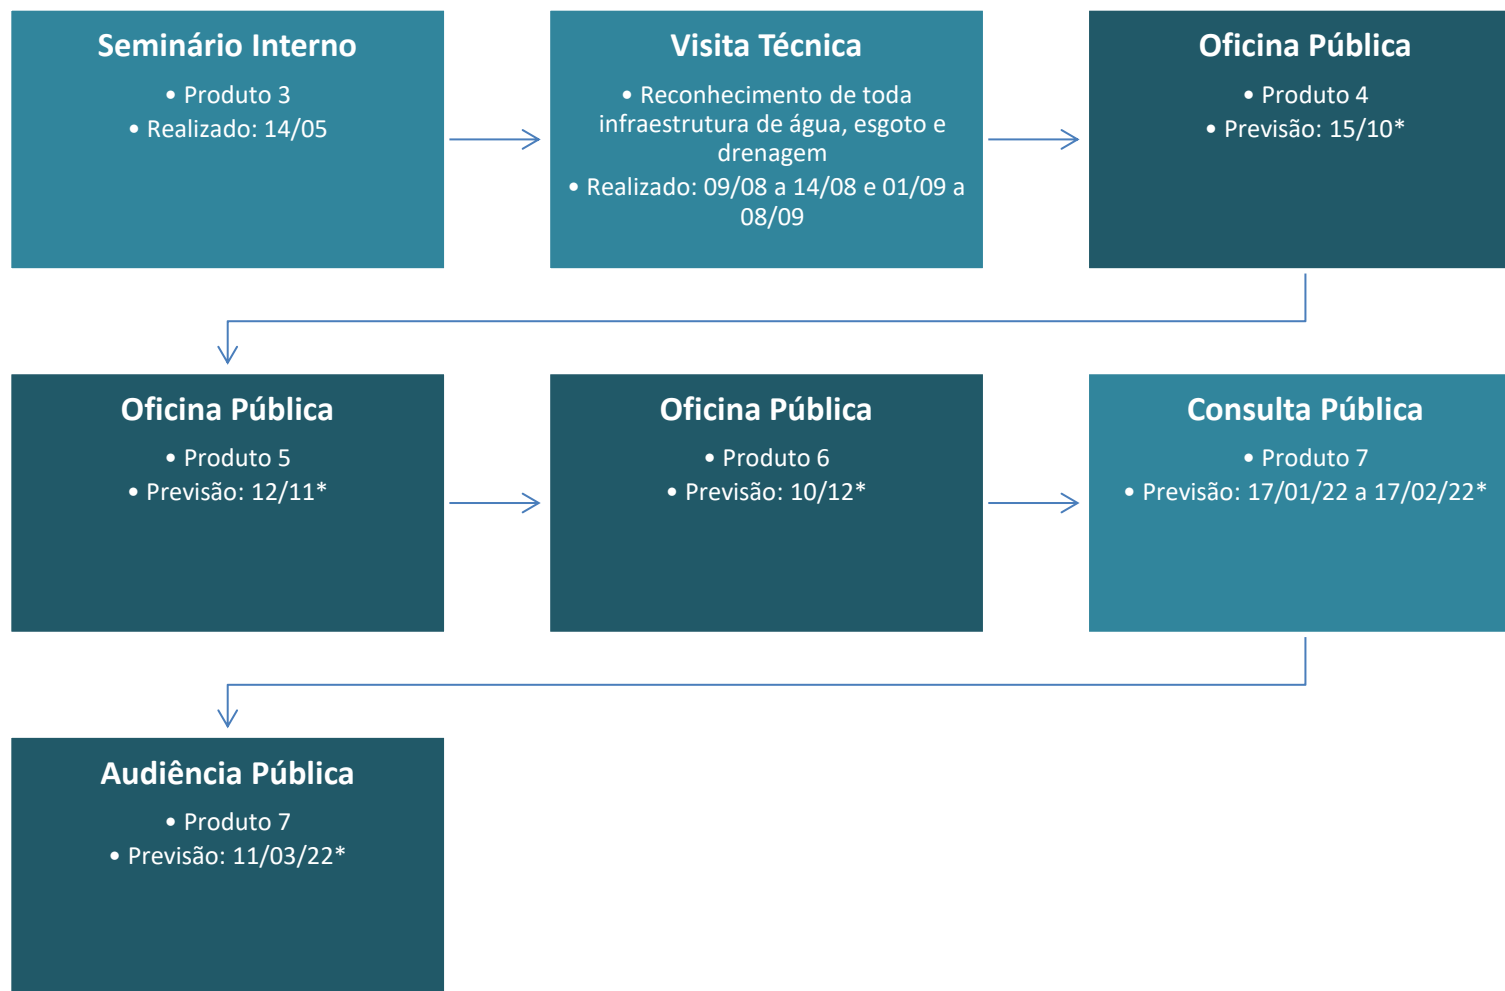 Seminário Interno
• Produto 3
• Realizado: 14/05
Visita Técnica
• Reconhecimento de toda
infraestrutura de água, esgoto e
drenagem
• Realizado: 09/08 a 14/08 e 01/09 a
08/09
Oficina Pública
• Produto 4
• Previsão: 15/10*
Oficina Pública
• Produto 5
• Previsão: 12/11*
Oficina Pública
• Produto 6
• Previsão: 10/12*
Consulta Pública
• Produto 7
• Previsão: 17/01/22 a 17/02/22*
Audiência Pública
• Produto 7
• Previsão: 11/03/22*